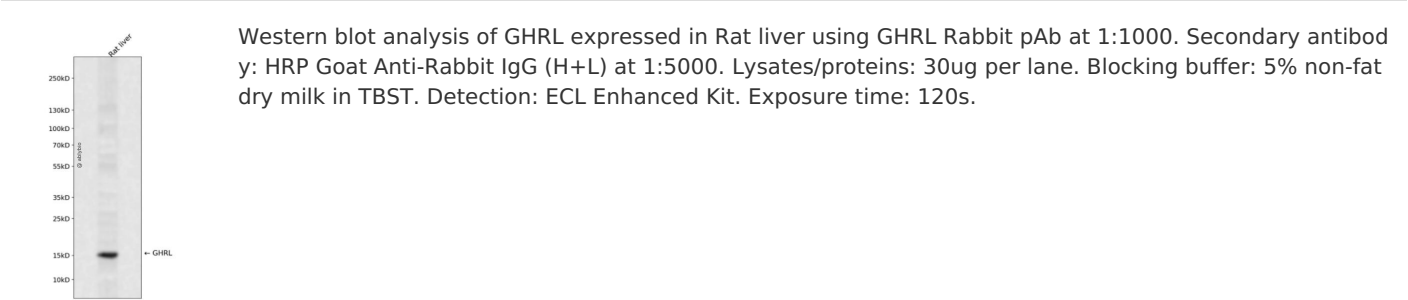 Rat liver
250kD
130kD
100kD
70kD
55kD
35kD
25kD
15kD
10kD
← GHRL
Western blot analysis of GHRL expressed in Rat liver using GHRL Rabbit pAb at 1:1000. Secondary antibod
y: HRP Goat Anti-Rabbit IgG (H+L) at 1:5000. Lysates/proteins: 30ug per lane. Blocking buffer: 5% non-fat
dry milk in TBST. Detection: ECL Enhanced Kit. Exposure time: 120s.